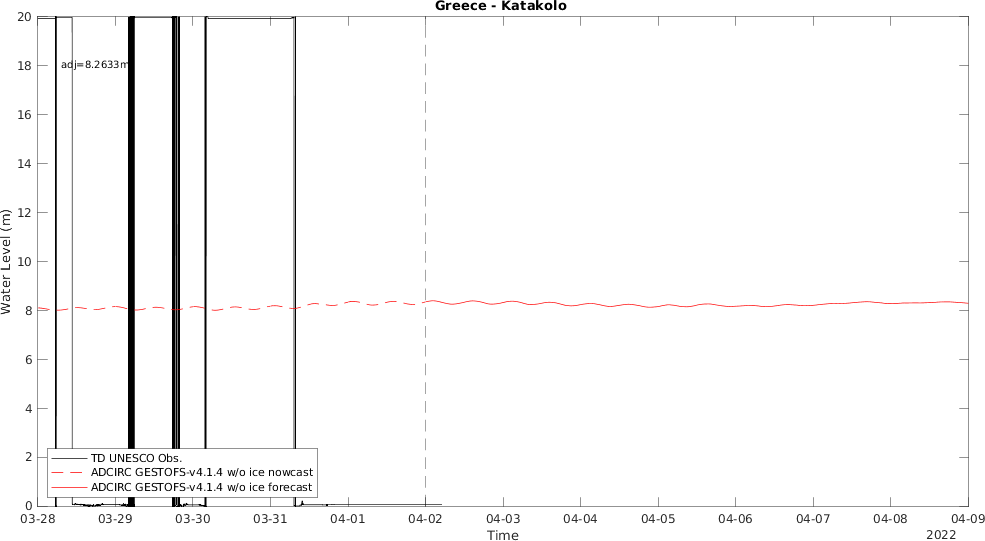 Greece - Katakolo
20
18
16
14
12
10
8
6
4
2
0
Water Level (m)
adj=8.2633m
TD UNESCO Obs.
ADCIRC GESTOFS-v4.1.4 w/o ice nowcast
ADCIRC GESTOFS-v4.1.4 w/o ice forecast
03-28 03-29 03-30 03-31 04-01 04-02 04-03 04-04 04-05 04-06 04-07 04-08 04-09
Time
2022